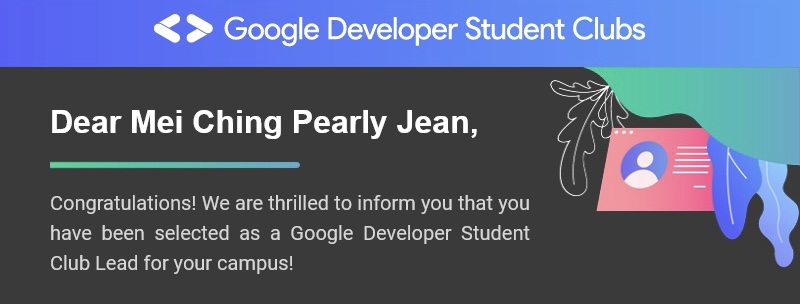 Google Developer Student Clubs
Dear Mei Ching Pearly Jean,
Congratulations! We are thrilled to inform you that you
have been selected as a Google Developer Student
Club Lead for your campus!